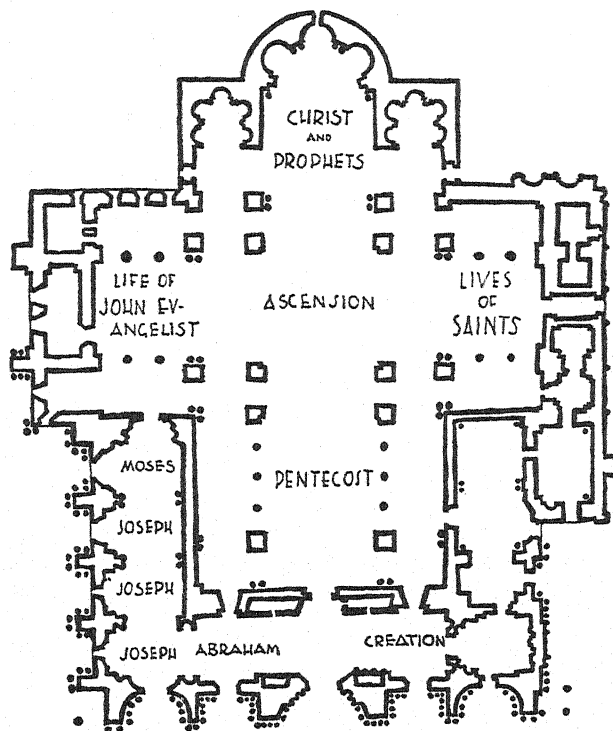 CHRIST
AND
PROPHETS
LIFE OF
JOHN EV-
ANGELIST
ASCENSION
LIVES
OF
SAINTS
MOSES
PENTECOST
JOSEPH
JOSEPH
JOSEPH
ABRAHAM
CREATION